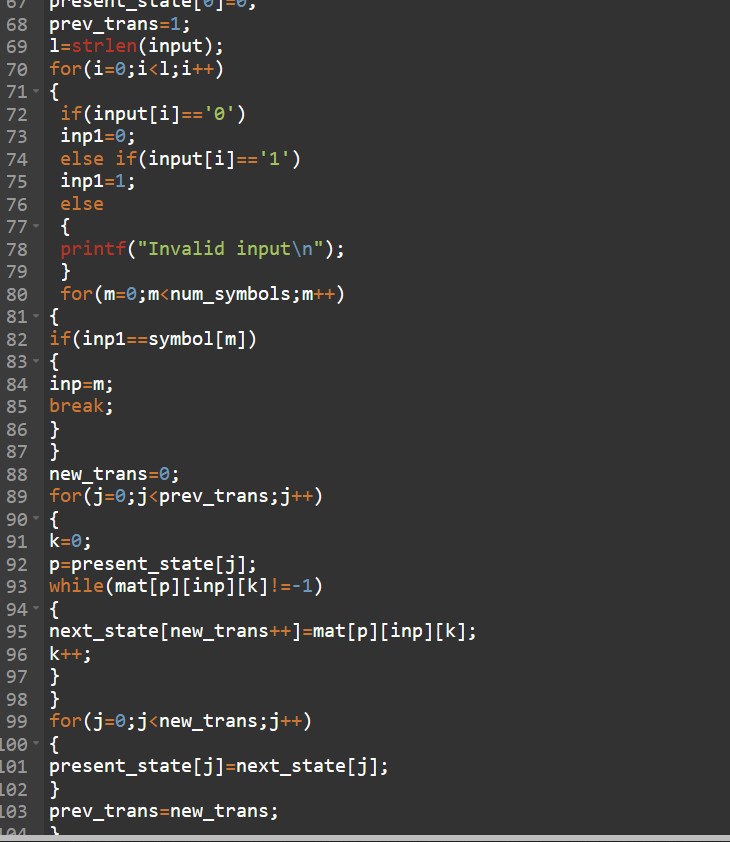 67 present_state[0]=0;
68 prev_trans=1;
69 l=strlen(input);
70 for(i=0;i<l;i++)
71 {
72 if(input[i]=='0')
73 inp1=0;
74 else if(input[i]=='1')
75 inp1=1;
76 else
77 {
78 printf("Invalid input\n");
79 }
80 for(m=0;m<num_symbols;m++)
81 {
82 if(inp1==symbol[m])
83 {
84 inp=m;
85 break;
86 }
87 }
88 new_trans=0;
89 for(j=0;j<prev_trans;j++)
90 {
91 k=0;
92 p=present_state[j];
93 while(mat[p][inp][k]!=-1)
94 {
95 next_state[new_trans++]=mat[p][inp][k];
96 k++;
97 }
98 }
99 for(j=0;j<new_trans;j++)
100 {
101 present_state[j]=next_state[j];
102 }
103 prev_trans=new_trans;
104 }